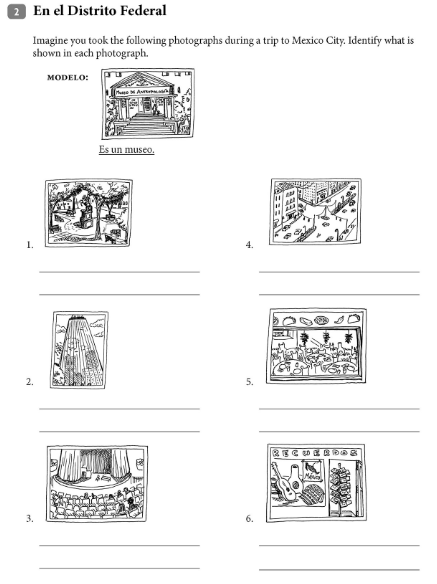 2 En el Distrito Federal
Imagine you took the following photographs during a trip to Mexico City. Identify what is
shown in each photograph.
MODELO:
MUSEO DE ANTROPOLOGÍA
Es un museo.
1.
4.
2.
5.
3.
RECUERDOS
México
6.